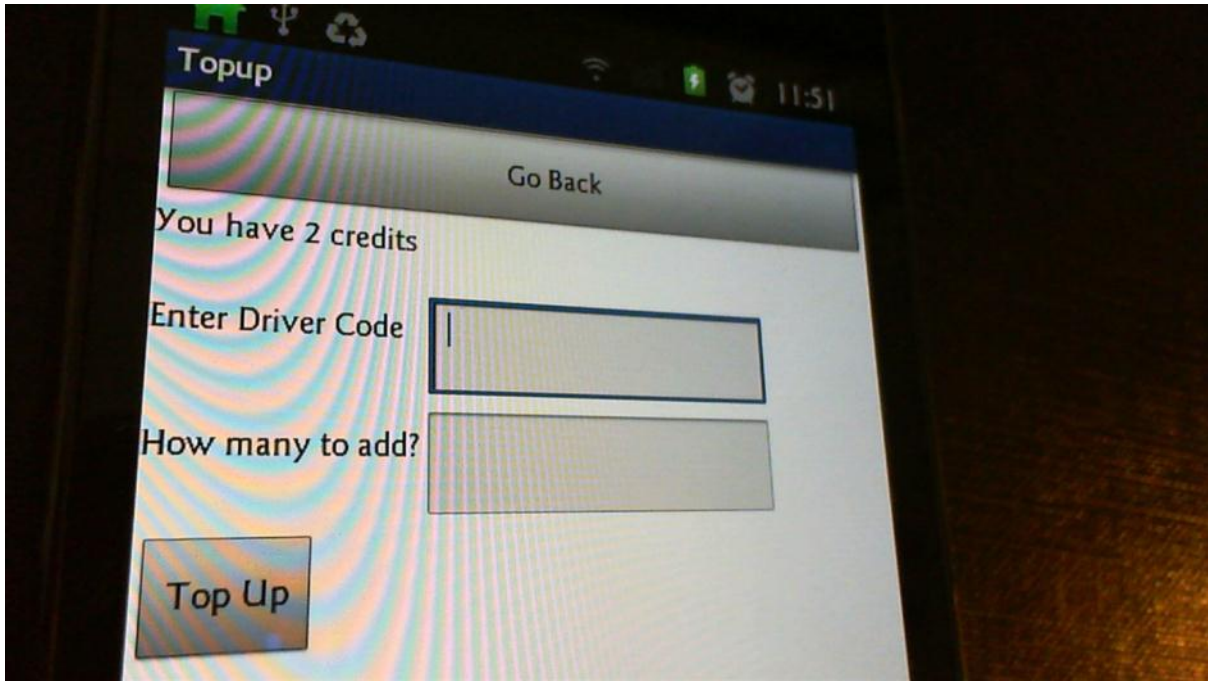 11:51
Topup
Go Back
You have 2 credits
Enter Driver Code
How many to add?
Top Up